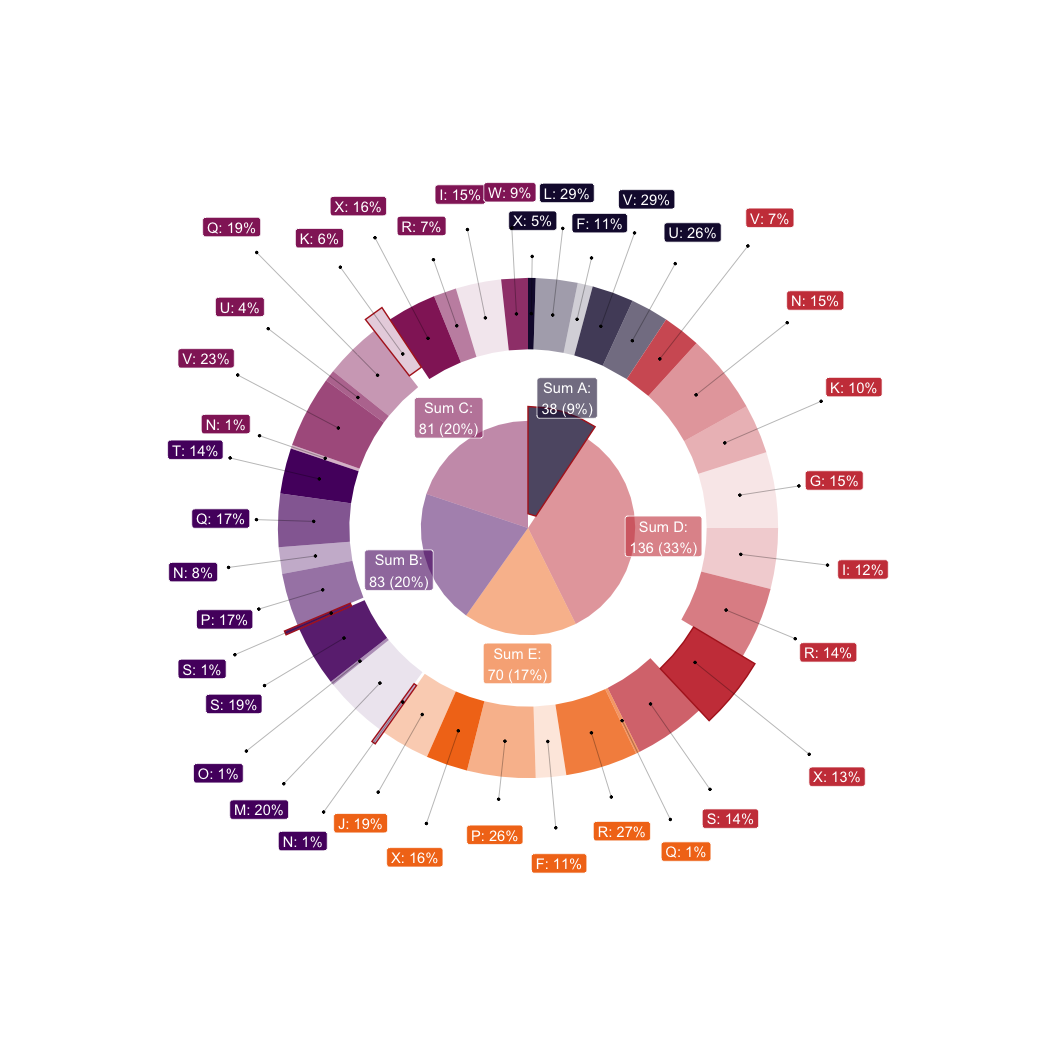 I: 15%
W: 9%
L: 29%
V: 29%
X: 16%
Q: 19%
K: 6%
R: 7%
X: 5%
F: 11%
U: 26%
V: 7%
U: 4%
N: 15%
V: 23%
K: 10%
Sum A:
38 (9%)
Sum C:
81 (20%)
N: 1%
T: 14%
G: 15%
Q: 17%
Sum D:
136 (33%)
Sum B:
83 (20%)
N: 8%
I: 12%
P: 17%
S: 1%
Sum E:
70 (17%)
R: 14%
S: 19%
O: 1%
X: 13%
M: 20%
N: 1%
J: 19%
P: 26%
R: 27%
S: 14%
X: 16%
F: 11%
Q: 1%